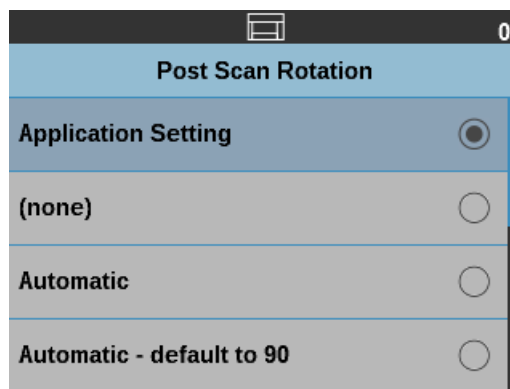 0
Post Scan Rotation
Application Setting
(none)
Automatic
Automatic - default to 90